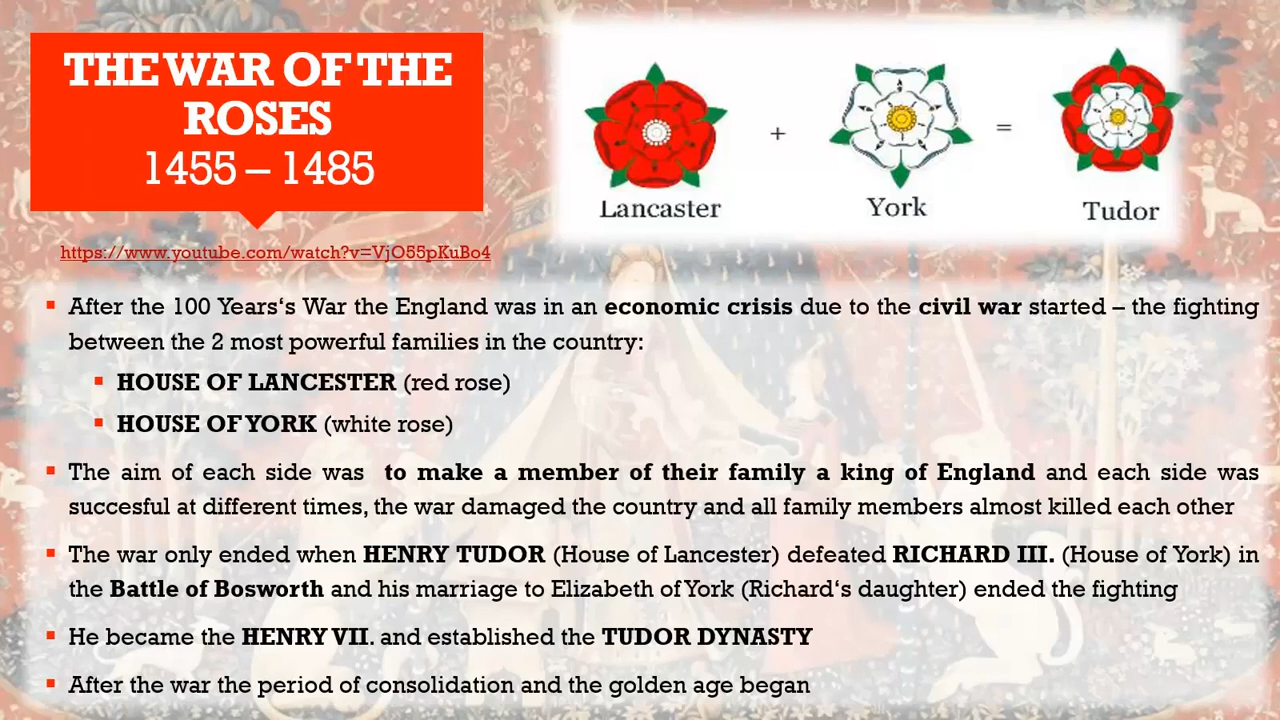 THE WAR OF THE
ROSES
1455 – 1485
Lancaster
+
York
=
Tudor
https://www.youtube.com/watch?v=VjO55pKuBo4
▪ After the 100 Years‘s War the England was in an economic crisis due to the civil war started – the fighting
between the 2 most powerful families in the country:
▪ HOUSE OF LANCESTER (red rose)
▪ HOUSE OF YORK (white rose)
▪ The aim of each side was to make a member of their family a king of England and each side was
succesful at different times, the war damaged the country and all family members almost killed each other
▪ The war only ended when HENRY TUDOR (House of Lancester) defeated RICHARD III. (House of York) in
the Battle of Bosworth and his marriage to Elizabeth of York (Richard‘s daughter) ended the fighting
▪ He became the HENRY VII. and established the TUDOR DYNASTY
▪ After the war the period of consolidation and the golden age began